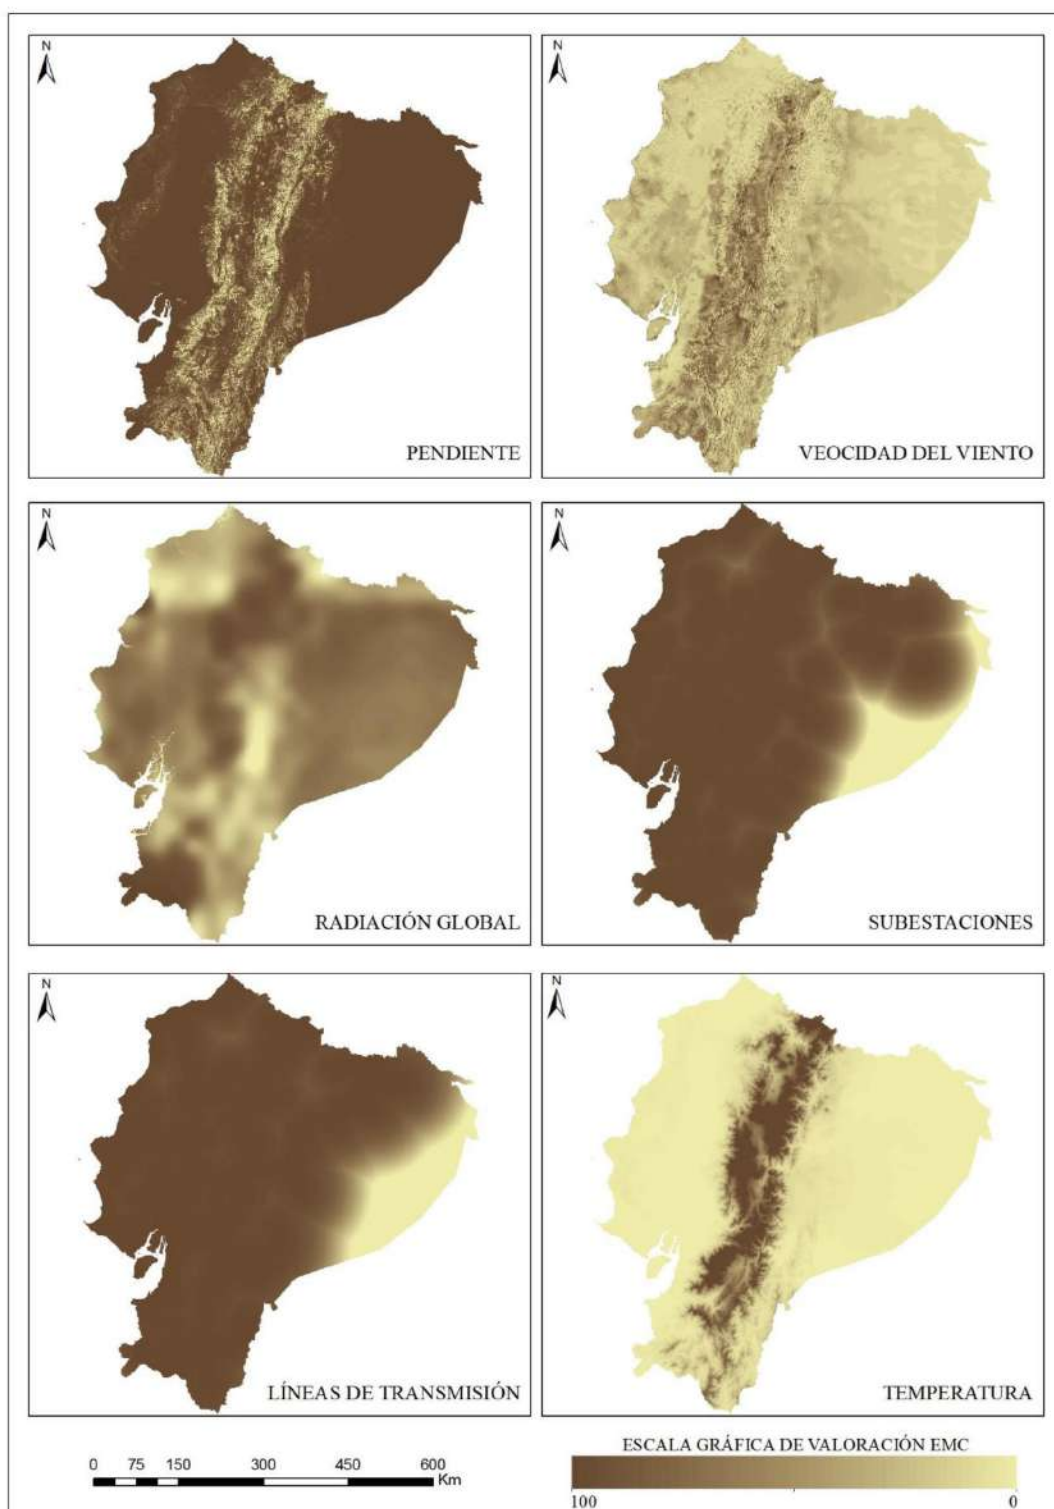 N
PENDIENTE
N
VEOCIDAD DEL VIENTO
N
RADIACIÓN GLOBAL
N
SUBESTACIONES
N
LÍNEAS DE TRANSMISIÓN
N
TEMPERATURA
0 75 150 300 450 600
Km
ESCALA GRÁFICA DE VALORACIÓN EMC
100 0